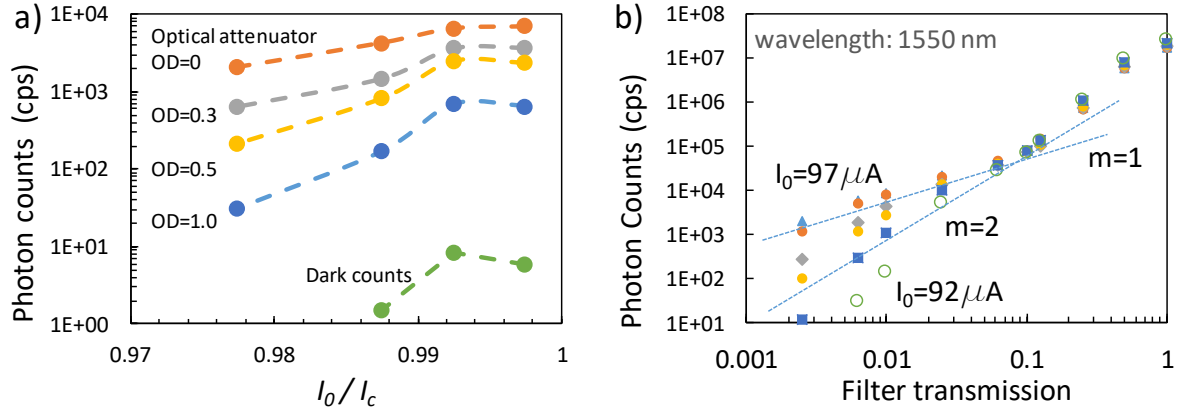 a)
Photon counts (cps)
1E+04
1E+03
1E+02
1E+01
1E+00
Optical attenuator
OD=0
OD=0.3
OD=0.5
OD=1.0
Dark counts
0.97
0.98
0.99
1
I₀ / I_c
b)
Photon Counts (cps)
1E+08
1E+07
1E+06
1E+05
1E+04
1E+03
1E+02
1E+01
wavelength: 1550 nm
I₀=97μA
m=1
m=2
I₀=92μA
0.001
0.01
0.1
1
Filter transmission